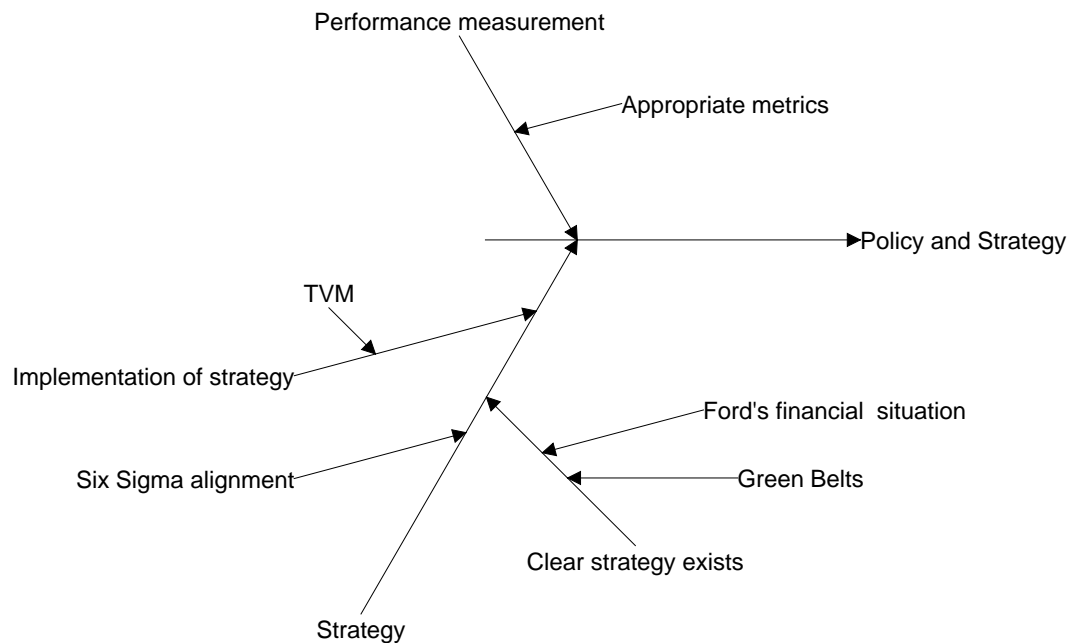 Performance measurement
Appropriate metrics
Policy and Strategy
TVM
Implementation of strategy
Ford's financial  situation
Six Sigma alignment
Green Belts
Clear strategy exists
Strategy